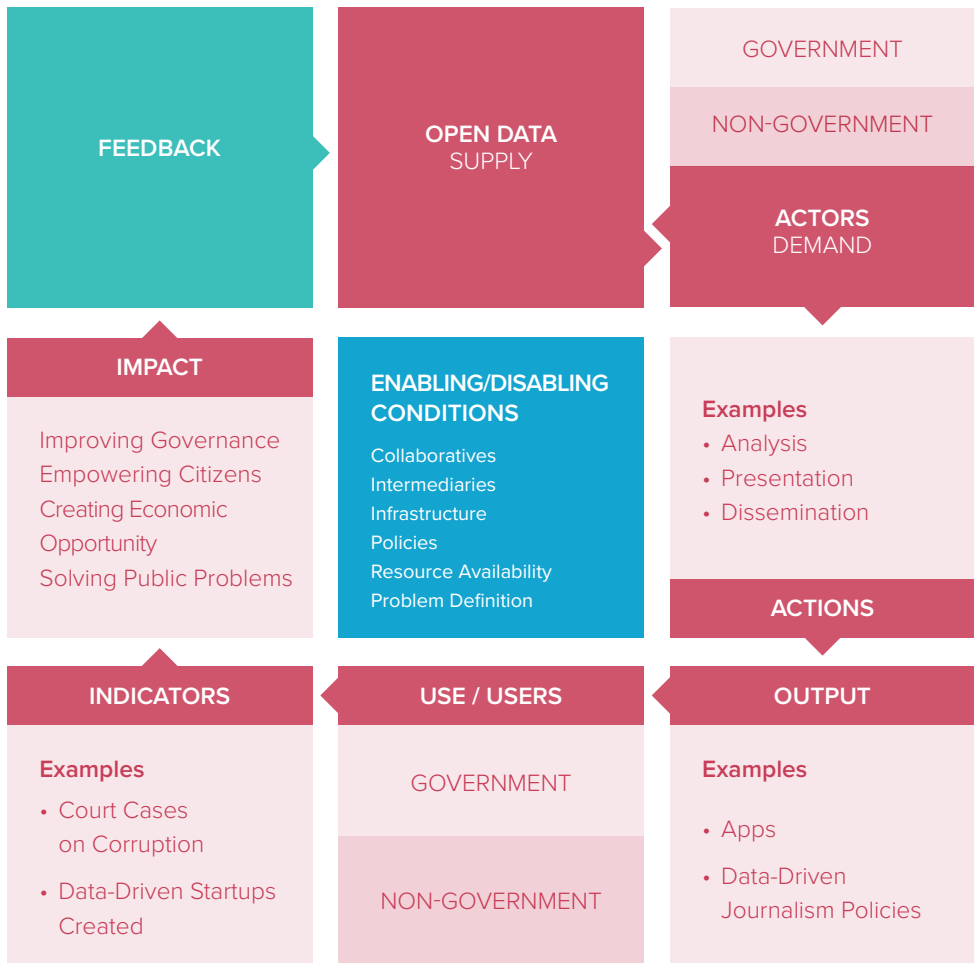 FEEDBACK
OPEN DATA
SUPPLY
GOVERNMENT
NON-GOVERNMENT
ACTORS
DEMAND
IMPACT
Improving Governance
Empowering Citizens
Creating Economic
Opportunity
Solving Public Problems
ENABLING/DISABLING
CONDITIONS
Collaboratives
Intermediaries
Infrastructure
Policies
Resource Availability
Problem Definition
Examples
• Analysis
• Presentation
• Dissemination
ACTIONS
INDICATORS
Examples
• Court Cases
on Corruption
• Data-Driven Startups
Created
USE / USERS
GOVERNMENT
NON-GOVERNMENT
OUTPUT
Examples
• Apps
• Data-Driven
Journalism Policies